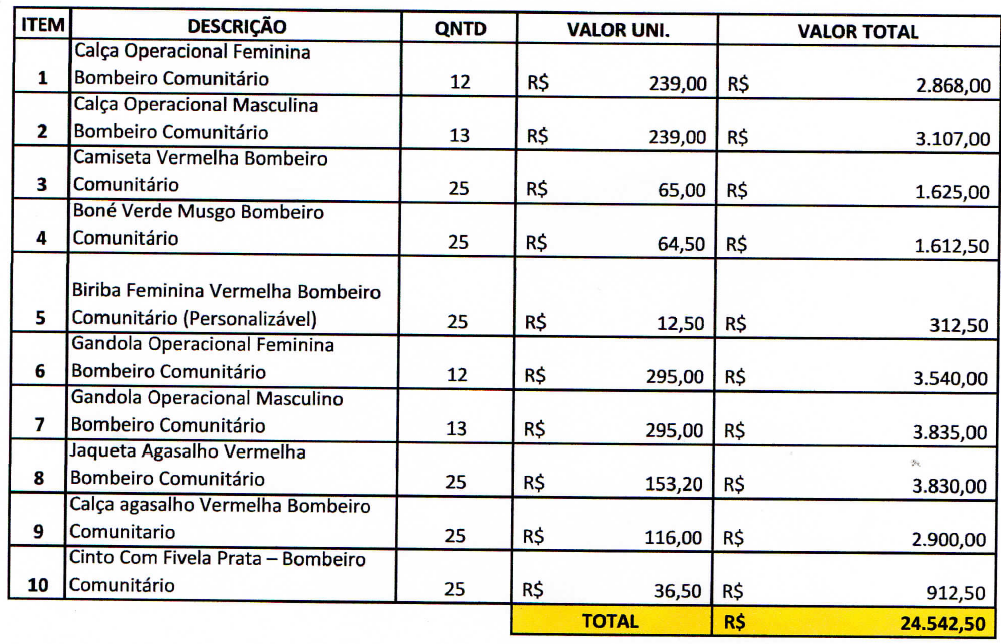 ITEM DESCRIÇÃO QNTD VALOR UNI. VALOR TOTAL
Calça Operacional Feminina
1 Bombeiro Comunitário 12 R$ 239,00 R$ 2.868,00
Calça Operacional Masculina
2 Bombeiro Comunitário 13 R$ 239,00 R$ 3.107,00
Camiseta Vermelha Bombeiro
3 Comunitário 25 R$ 65,00 R$ 1.625,00
Boné Verde Musgo Bombeiro
4 Comunitário 25 R$ 64,50 R$ 1.612,50
Biriba Feminina Vermelha Bombeiro
5 Comunitário (Personalizável) 25 R$ 12,50 R$ 312,50
Gandola Operacional Feminina
6 Bombeiro Comunitário 12 R$ 295,00 R$ 3.540,00
Gandola Operacional Masculino
7 Bombeiro Comunitário 13 R$ 295,00 R$ 3.835,00
Jaqueta Agasalho Vermelha
8 Bombeiro Comunitário 25 R$ 153,20 R$ 3.830,00
Calça agasalho Vermelha Bombeiro
9 Comunitario 25 R$ 116,00 R$ 2.900,00
Cinto Com Fivela Prata – Bombeiro
10 Comunitário 25 R$ 36,50 R$ 912,50
TOTAL R$ 24.542,50